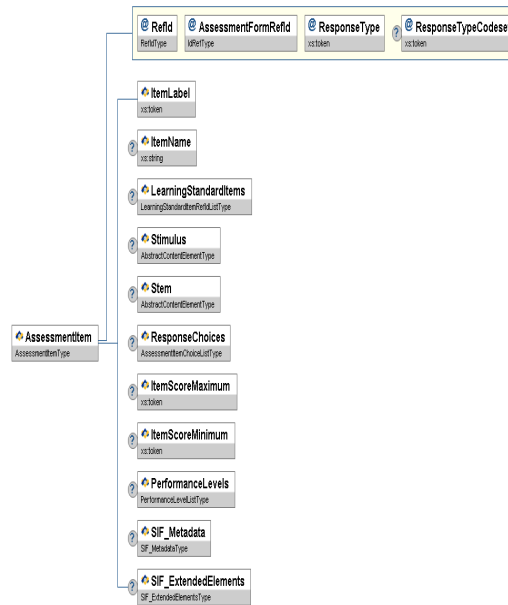 @ RefId @ AssessmentFormRefId @ ResponseType ? @ ResponseTypeCodeset
RefIdType IdRefType xs:token xs:token
ItemLabel
xs:token
? ItemName
xs:string
? LearningStandardItems
LearningStandardItemRefIdListType
? Stimulus
AbstractContentElementType
? Stem
AbstractContentElementType
AssessmentItem
AssessmentItemType
? ResponseChoices
AssessmentItemChoiceListType
? ItemScoreMaximum
xs:token
? ItemScoreMinimum
xs:token
? PerformanceLevels
PerformanceLevelListType
? SIF_Metadata
SIF_MetadataType
? SIF_ExtendedElements
SIF_ExtendedElementsType